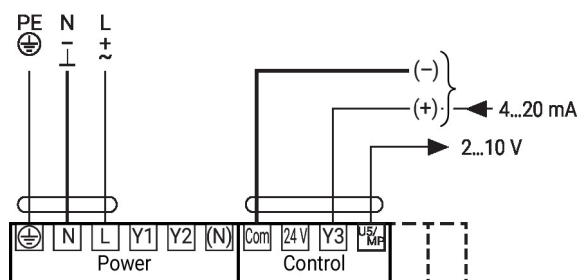 PE N L
– +
⊥ ~
(–)
(+) 4...20 mA
2...10 V
N L Y1 Y2 (N) Com 24 V Y3 U5/
MP
Power Control